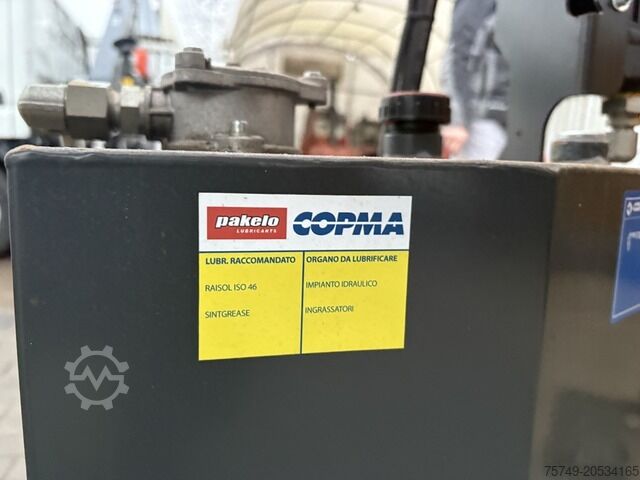 pakelo COPMA
LUBRICANTS
LUBR. RACCOMANDATO ORGANO DA LUBRIFICARE
RAISOL ISO 46 IMPIANTO IDRAULICO
SINTGREASE INGRASSATORI
75749-20534165